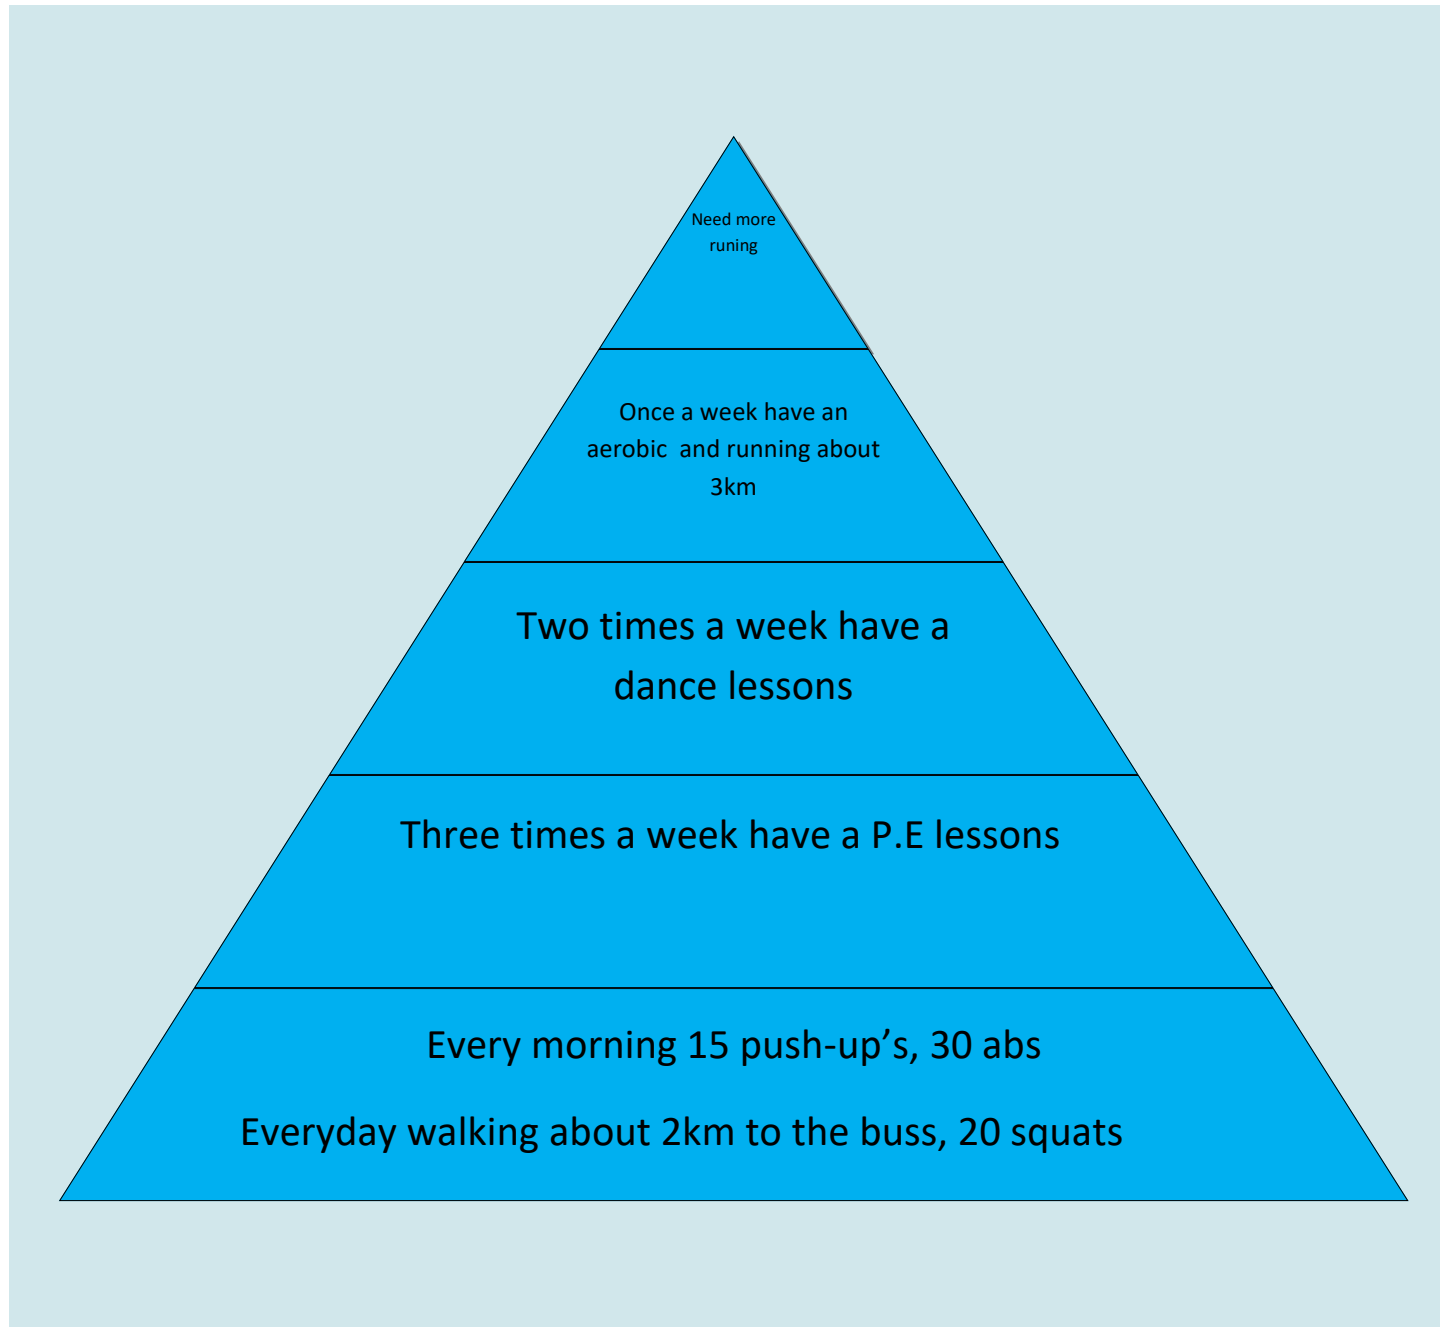 Need more
runing
Once a week have an
aerobic  and running about
3km
Two times a week have a
dance lessons
Three times a week have a P.E lessons
Every morning 15 push-up’s, 30 abs
Everyday walking about 2km to the buss, 20 squats